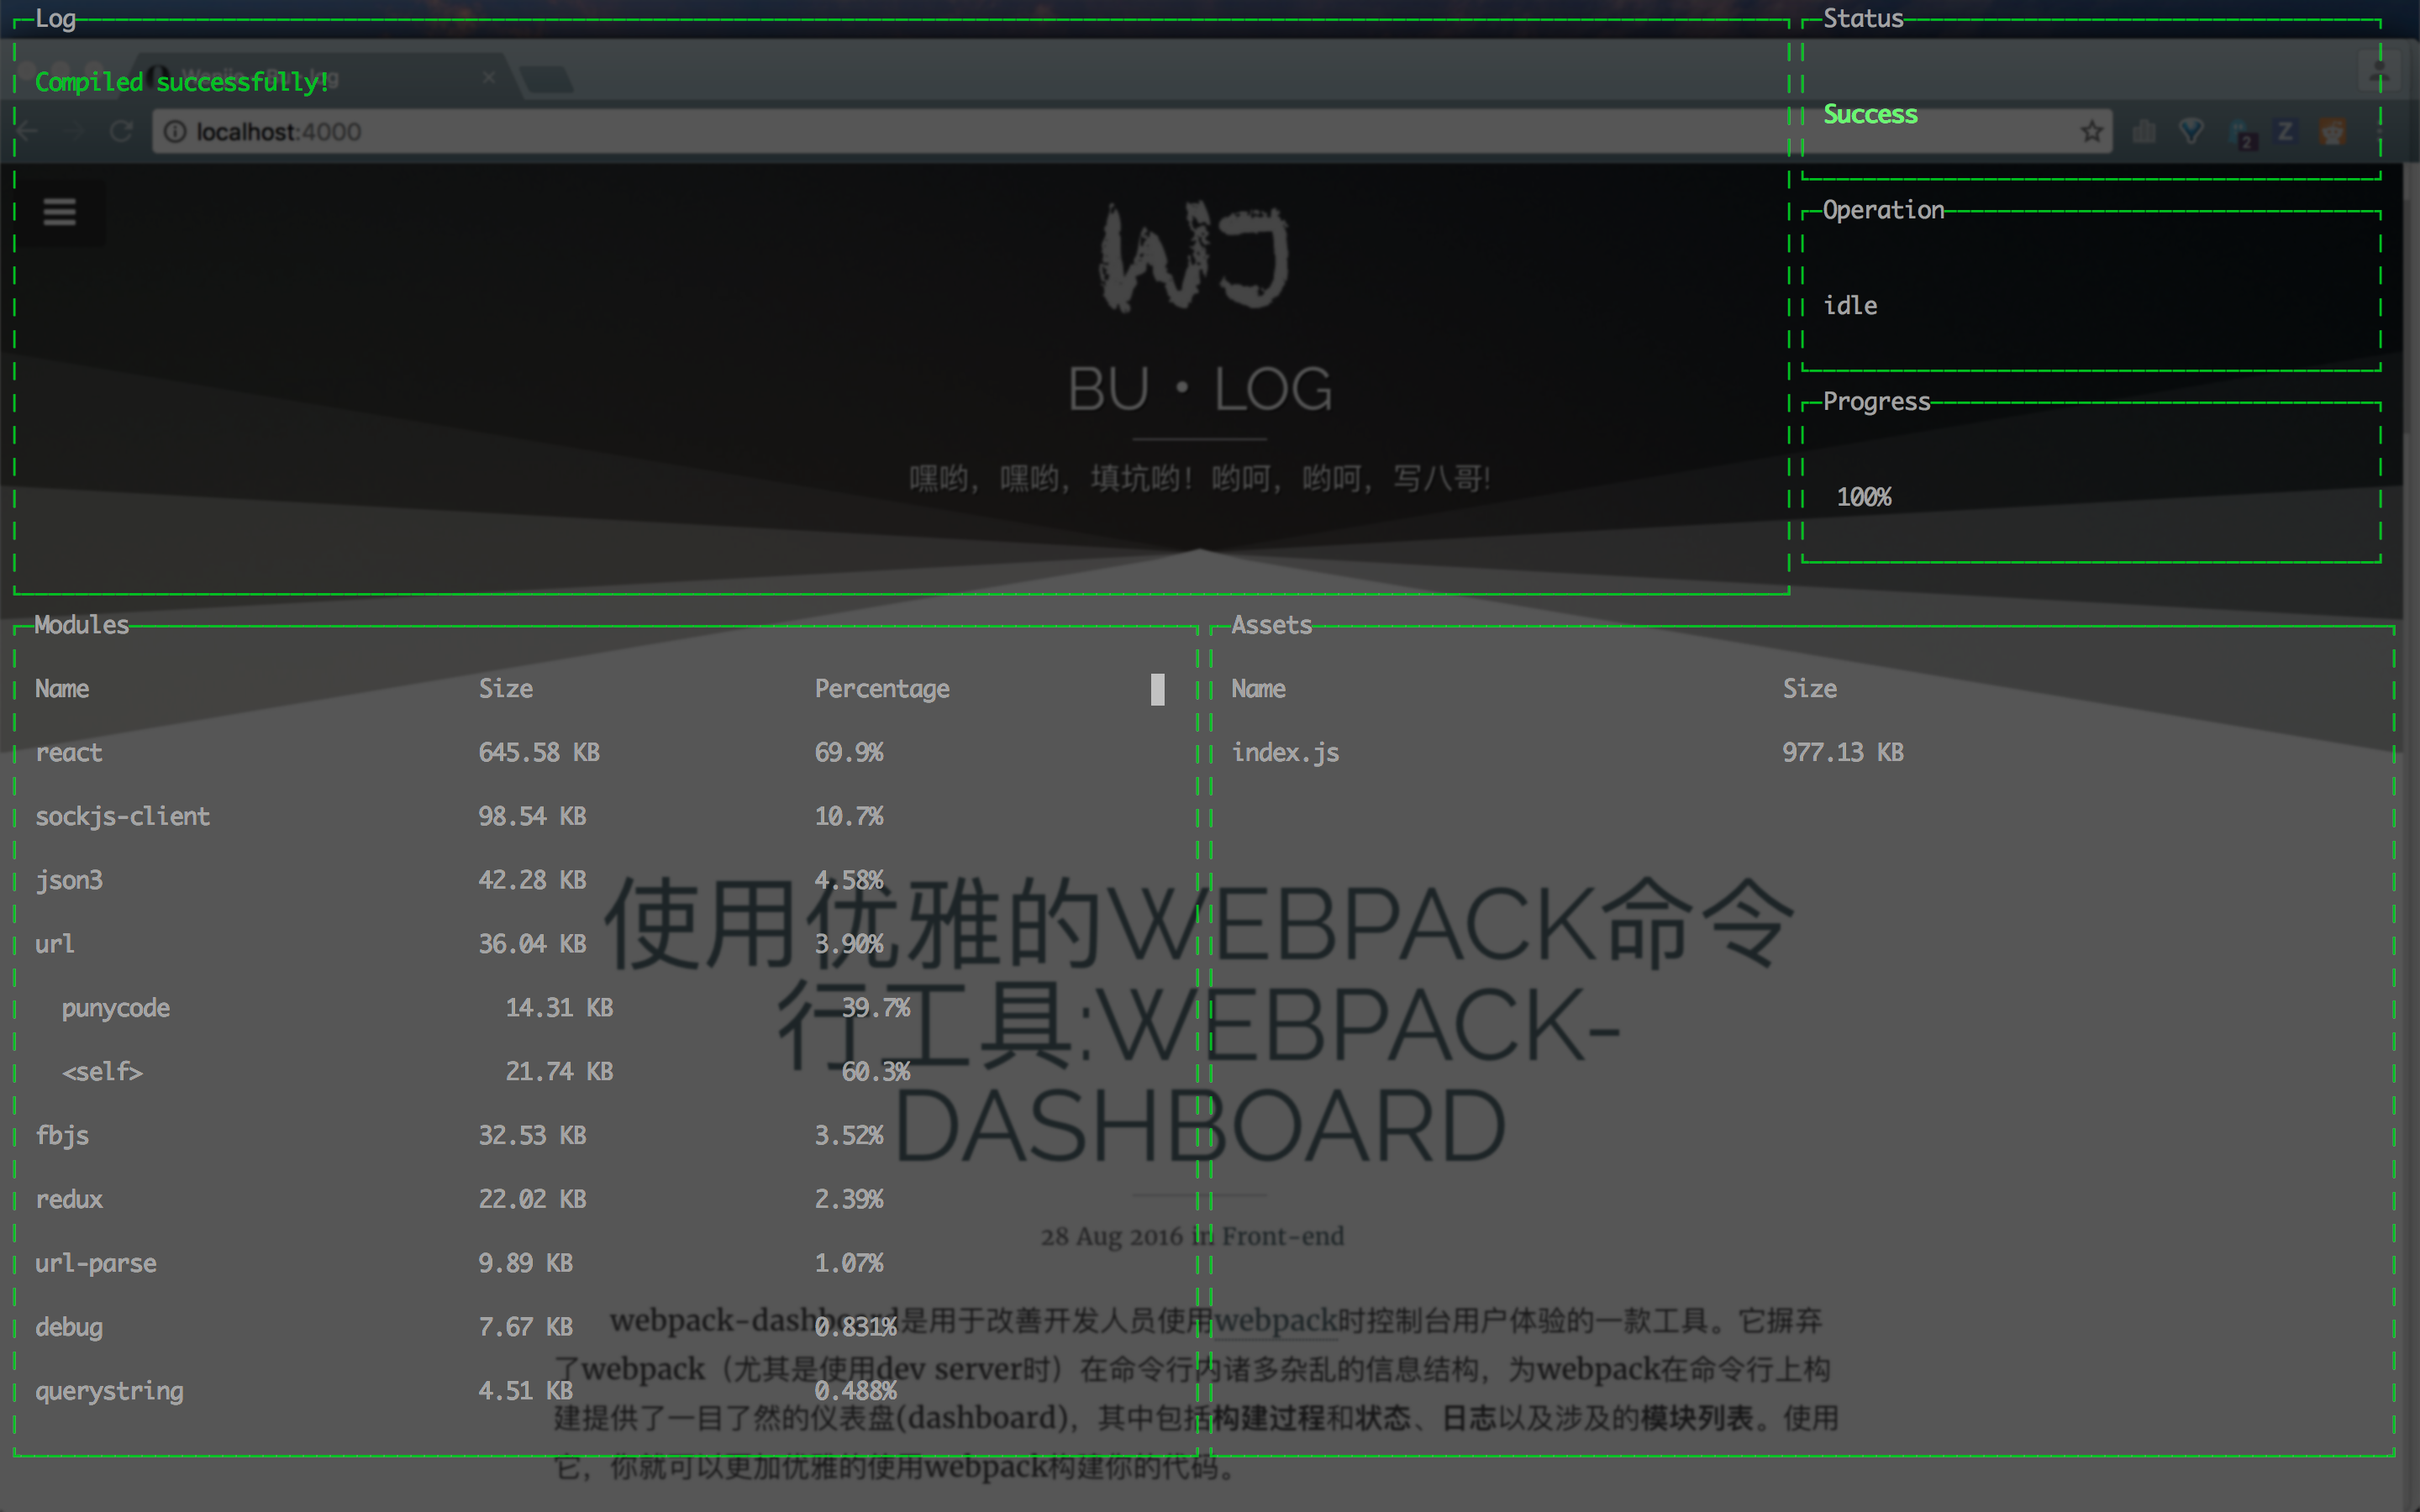 Log
Compiled successfully!
localhost:4000
Status
Success
2
Z
Operation
idle
Progress
100%
WJ
BU • LOG
嘿哟，嘿哟，填坑哟！哟呵，哟呵，写八哥!
Modules
Name Size Percentage
react 645.58 KB 69.9%
sockjs-client 98.54 KB 10.7%
json3 42.28 KB 4.58%
url 36.04 KB 3.90%
punycode 14.31 KB 39.7%
<self> 21.74 KB 60.3%
fbjs 32.53 KB 3.52%
redux 22.02 KB 2.39%
url-parse 9.89 KB 1.07%
debug 7.67 KB 0.831%
querystring 4.51 KB 0.488%
Assets
Name Size
index.js 977.13 KB
使用优雅的WEBPACK命令
行工具:WEBPACK-
DASHBOARD
28 Aug 2016 in Front-end
webpack-dashboard是用于改善开发人员使用webpack时控制台用户体验的一款工具。它摒弃
了webpack（尤其是使用dev server时）在命令行内诸多杂乱的信息结构，为webpack在命令行上构
建提供了一目了然的仪表盘(dashboard)，其中包括构建过程和状态、日志以及涉及的模块列表。使用
它，你就可以更加优雅的使用webpack构建你的代码。